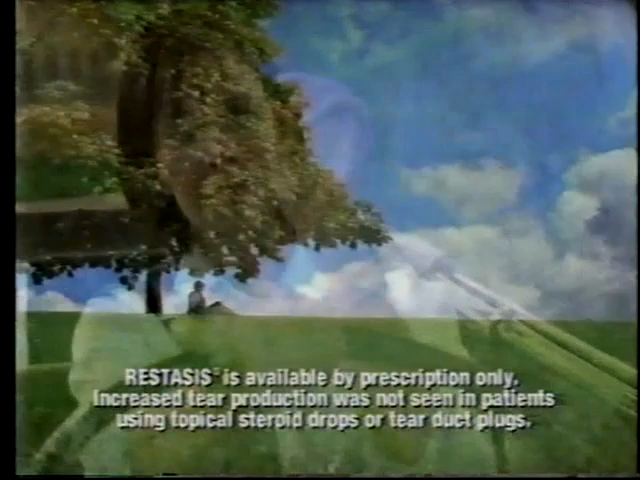 RESTASIS® is available by prescription only.
Increased tear production was not seen in patients
using topical steroid drops or tear duct plugs.